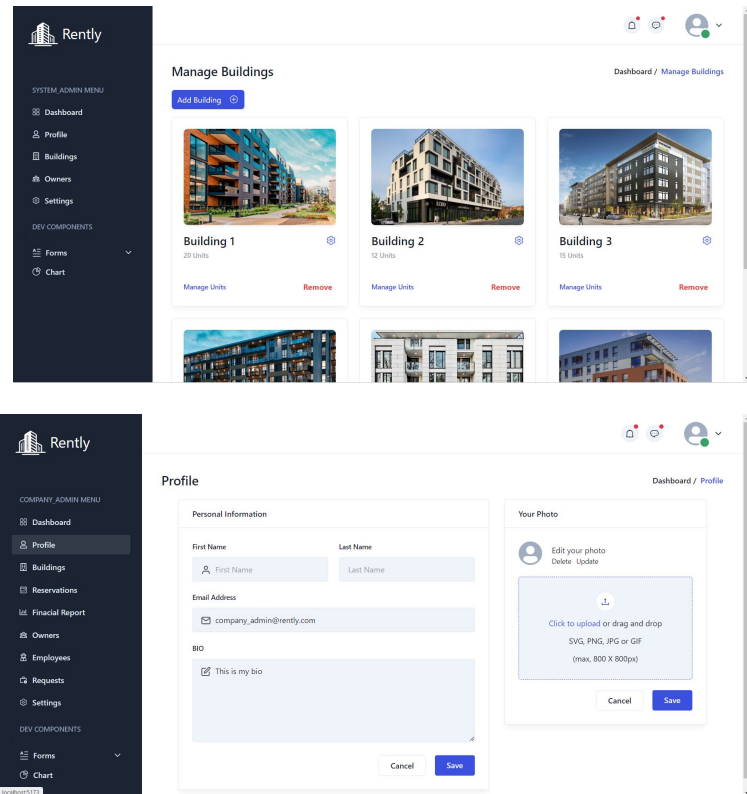 Rently
SYSTEM_ADMIN MENU
Dashboard
Profile
Buildings
Owners
Settings
DEV COMPONENTS
Forms
Chart
Manage Buildings
Dashboard / Manage Buildings
Add Building
Building 1
20 Units
Manage Units Remove
Building 2
12 Units
Manage Units Remove
Building 3
15 Units
Manage Units Remove
Rently
COMPANY_ADMIN MENU
Dashboard
Profile
Buildings
Reservations
Finacial Report
Owners
Employees
Requests
Settings
DEV COMPONENTS
Forms
Chart
localhost:5173
Profile
Dashboard / Profile
Personal Information
First Name Last Name
First Name Last Name
Email Address
company_admin@rently.com
BIO
This is my bio
Cancel Save
Your Photo
Edit your photo
Delete Update
Click to upload or drag and drop
SVG, PNG, JPG or GIF
(max, 800 X 800px)
Cancel Save